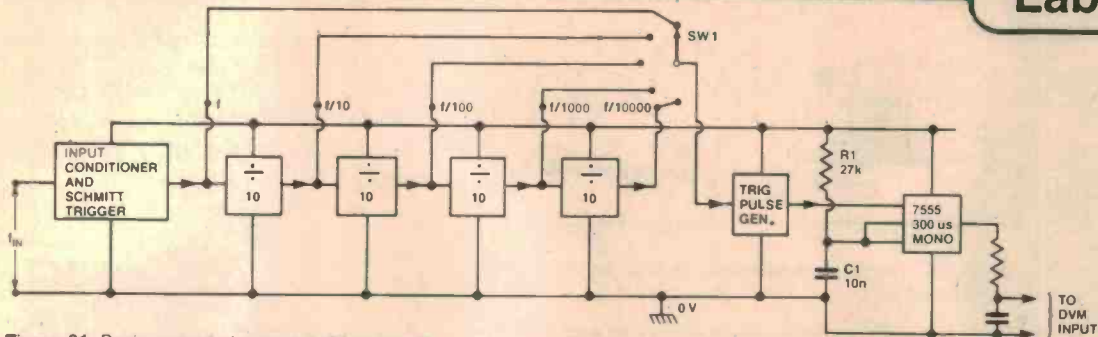 Lab
SW1
f
f/10
f/100
f/1000
f/10000
INPUT
CONDITIONER
AND
SCHMITT
TRIGGER
÷
10
÷
10
÷
10
÷
10
TRIG
PULSE
GEN.
R1
27k
7555
300 us
MONO
C1
10n
fIN
0V
TO
DVM
INPUT